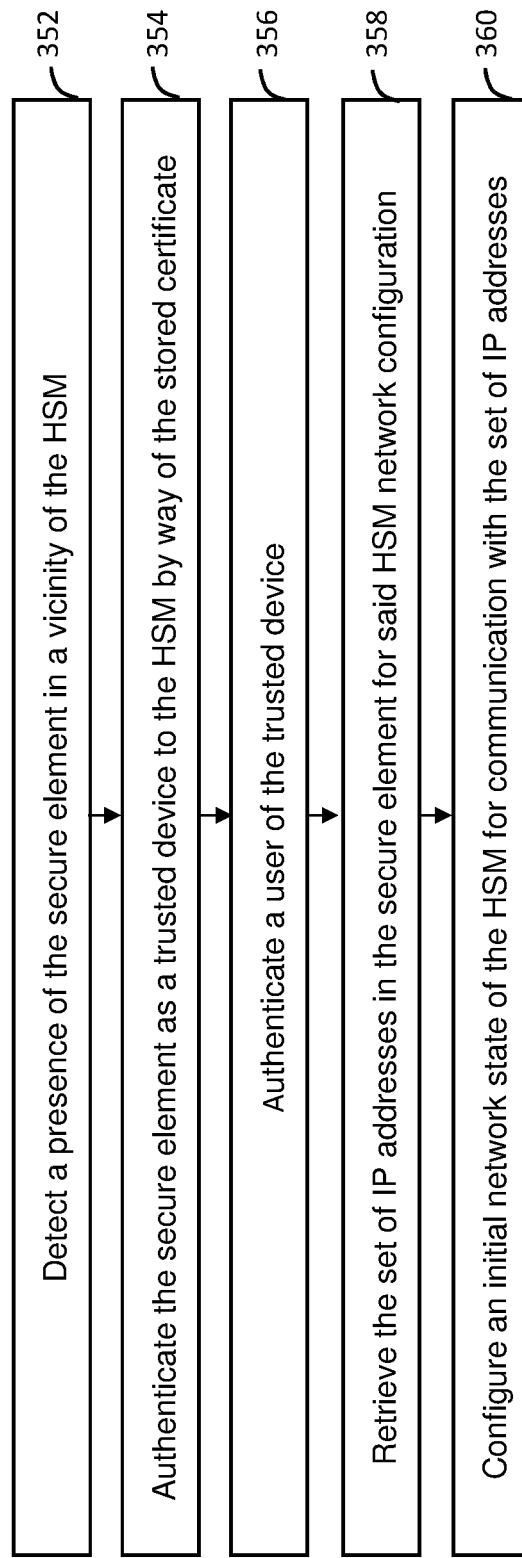 Detect a presence of the secure element in a vicinity of the HSM
352
Authenticate the secure element as a trusted device to the HSM by way of the stored certificate
354
Authenticate a user of the trusted device
356
Retrieve the set of IP addresses in the secure element for said HSM network configuration
358
Configure an initial network state of the HSM for communication with the set of IP addresses
360